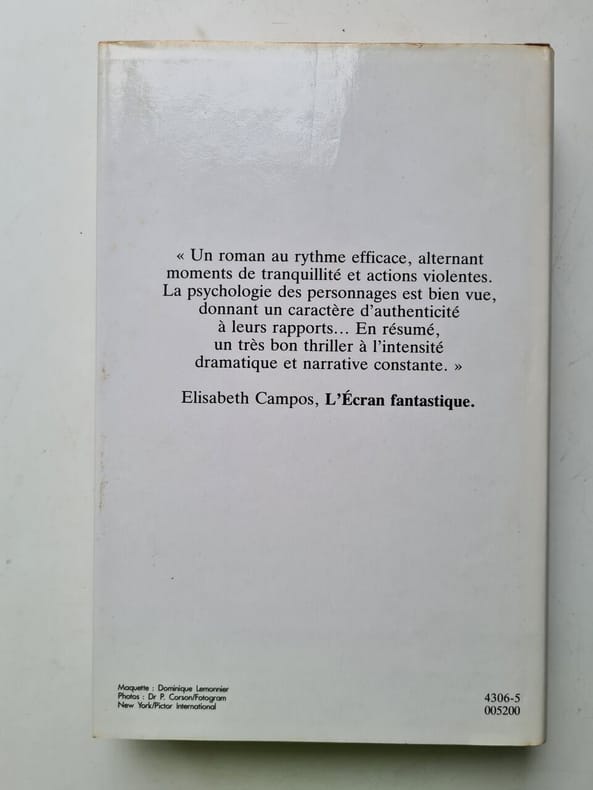 « Un roman au rythme efficace, alternant
moments de tranquillité et actions violentes.
La psychologie des personnages est bien vue,
donnant un caractère d'authenticité
à leurs rapports... En résumé,
un très bon thriller à l'intensité
dramatique et narrative constante. »
Elisabeth Campos, L'Écran fantastique.
Maquette : Dominique Lemonnier
Photos : Dr P. Corson/Fotogram
New York/Pictor International
4306-5
005200